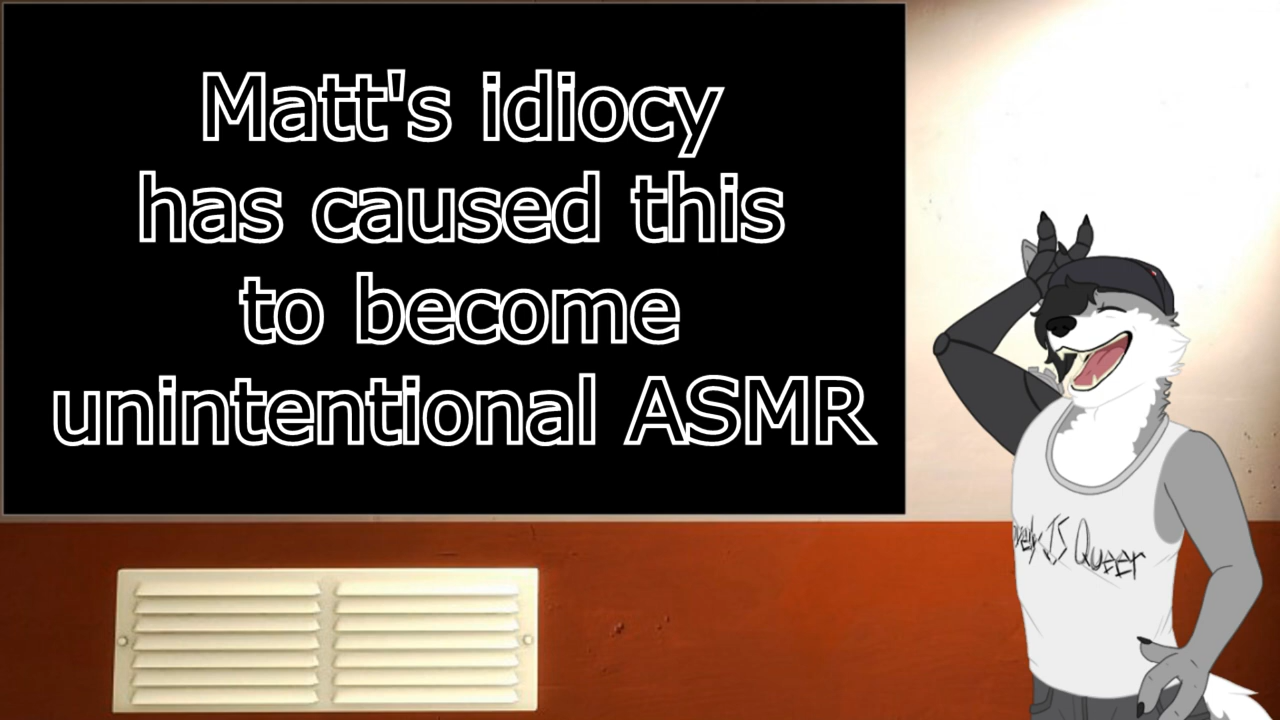 Matt's idiocy
has caused this
to become
unintentional ASMR
IS Queer